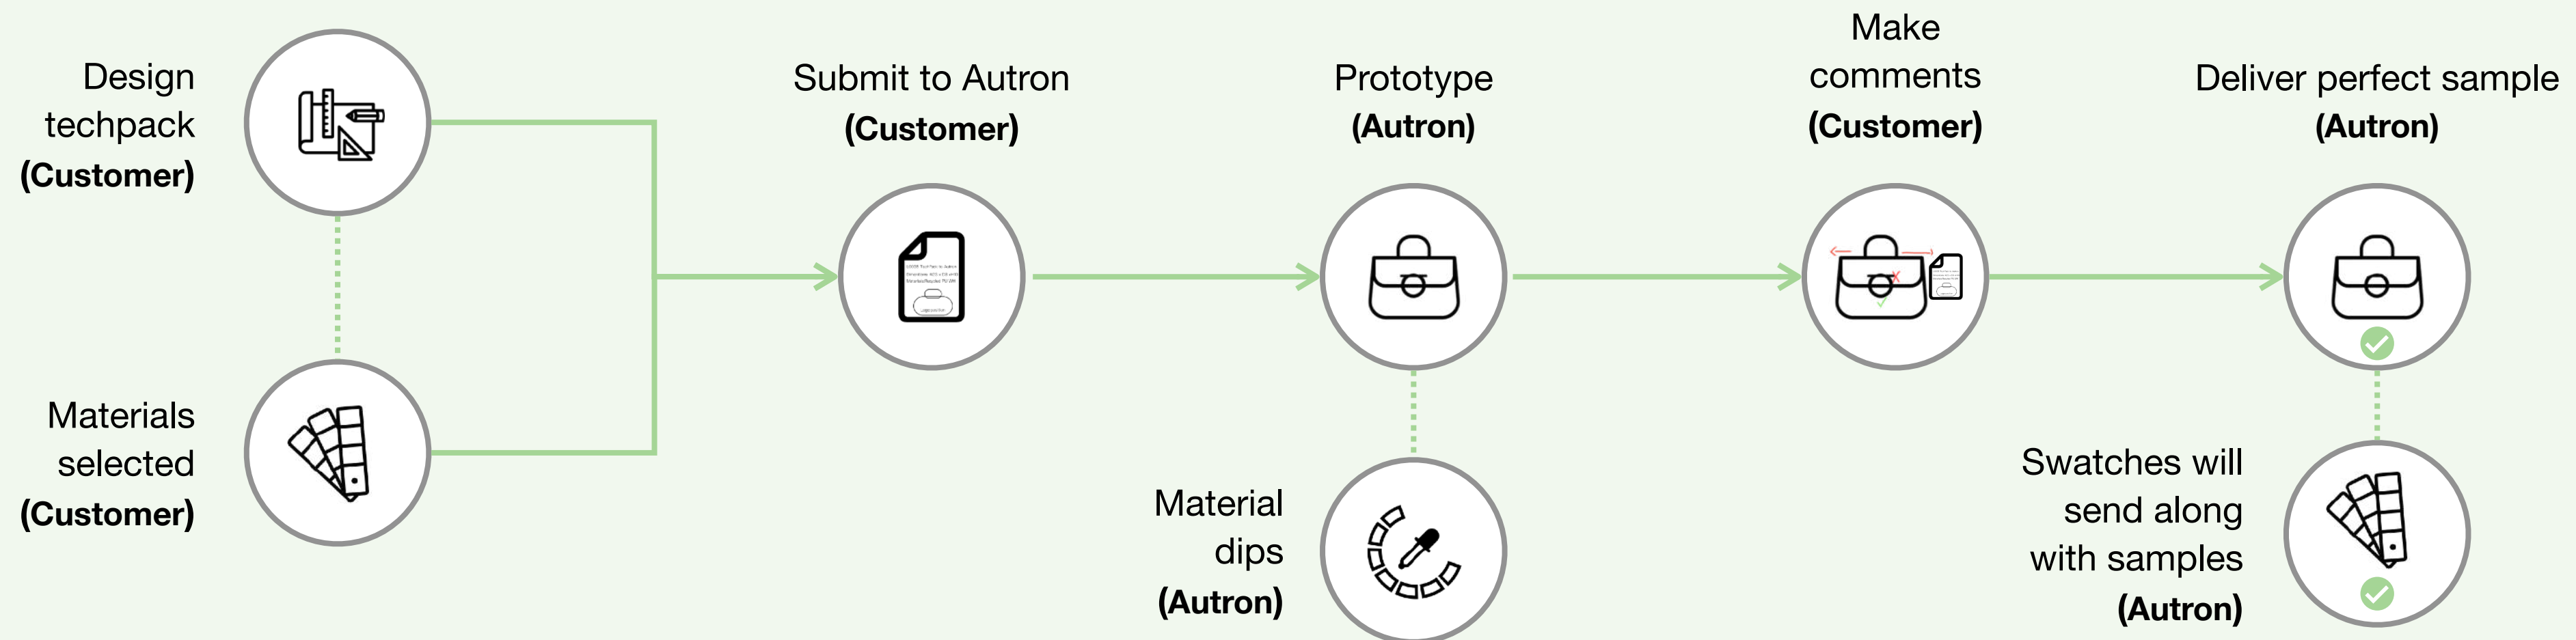 Design
techpack
(Customer)
Materials
selected
(Customer)
Submit to Autron
(Customer)
Prototype
(Autron)
Material
dips
(Autron)
Make
comments
(Customer)
Deliver perfect sample
(Autron)
Swatches will
send along
with samples
(Autron)